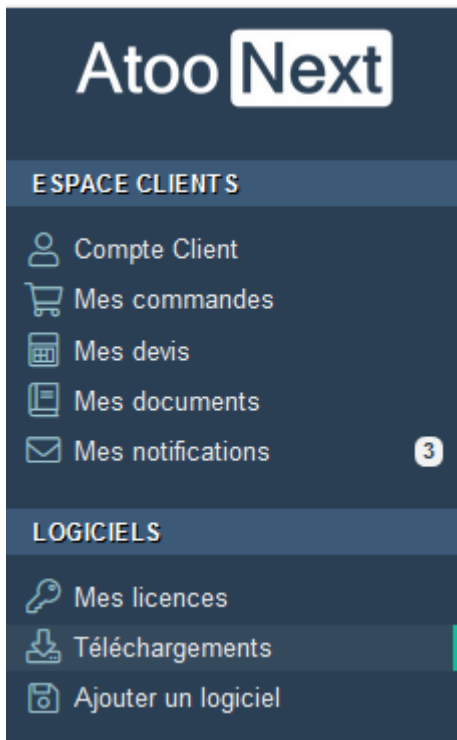 Atoo Next
ESPACE CLIENTS
Compte Client
Mes commandes
Mes devis
Mes documents
Mes notifications 3
LOGICIELS
Mes licences
Téléchargements
Ajouter un logiciel